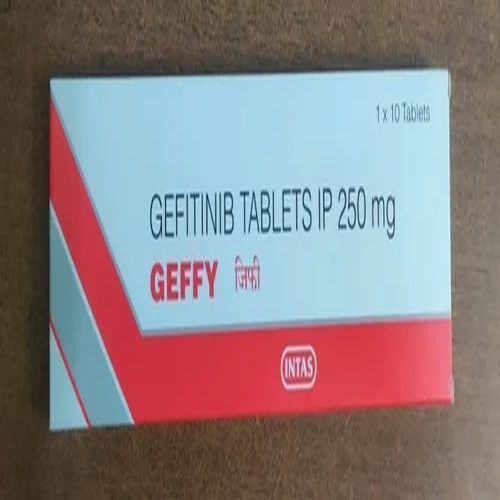 1 x 10 Tablets
GEFITINIB TABLETS IP 250 mg
GEFFY जिफी
INTAS